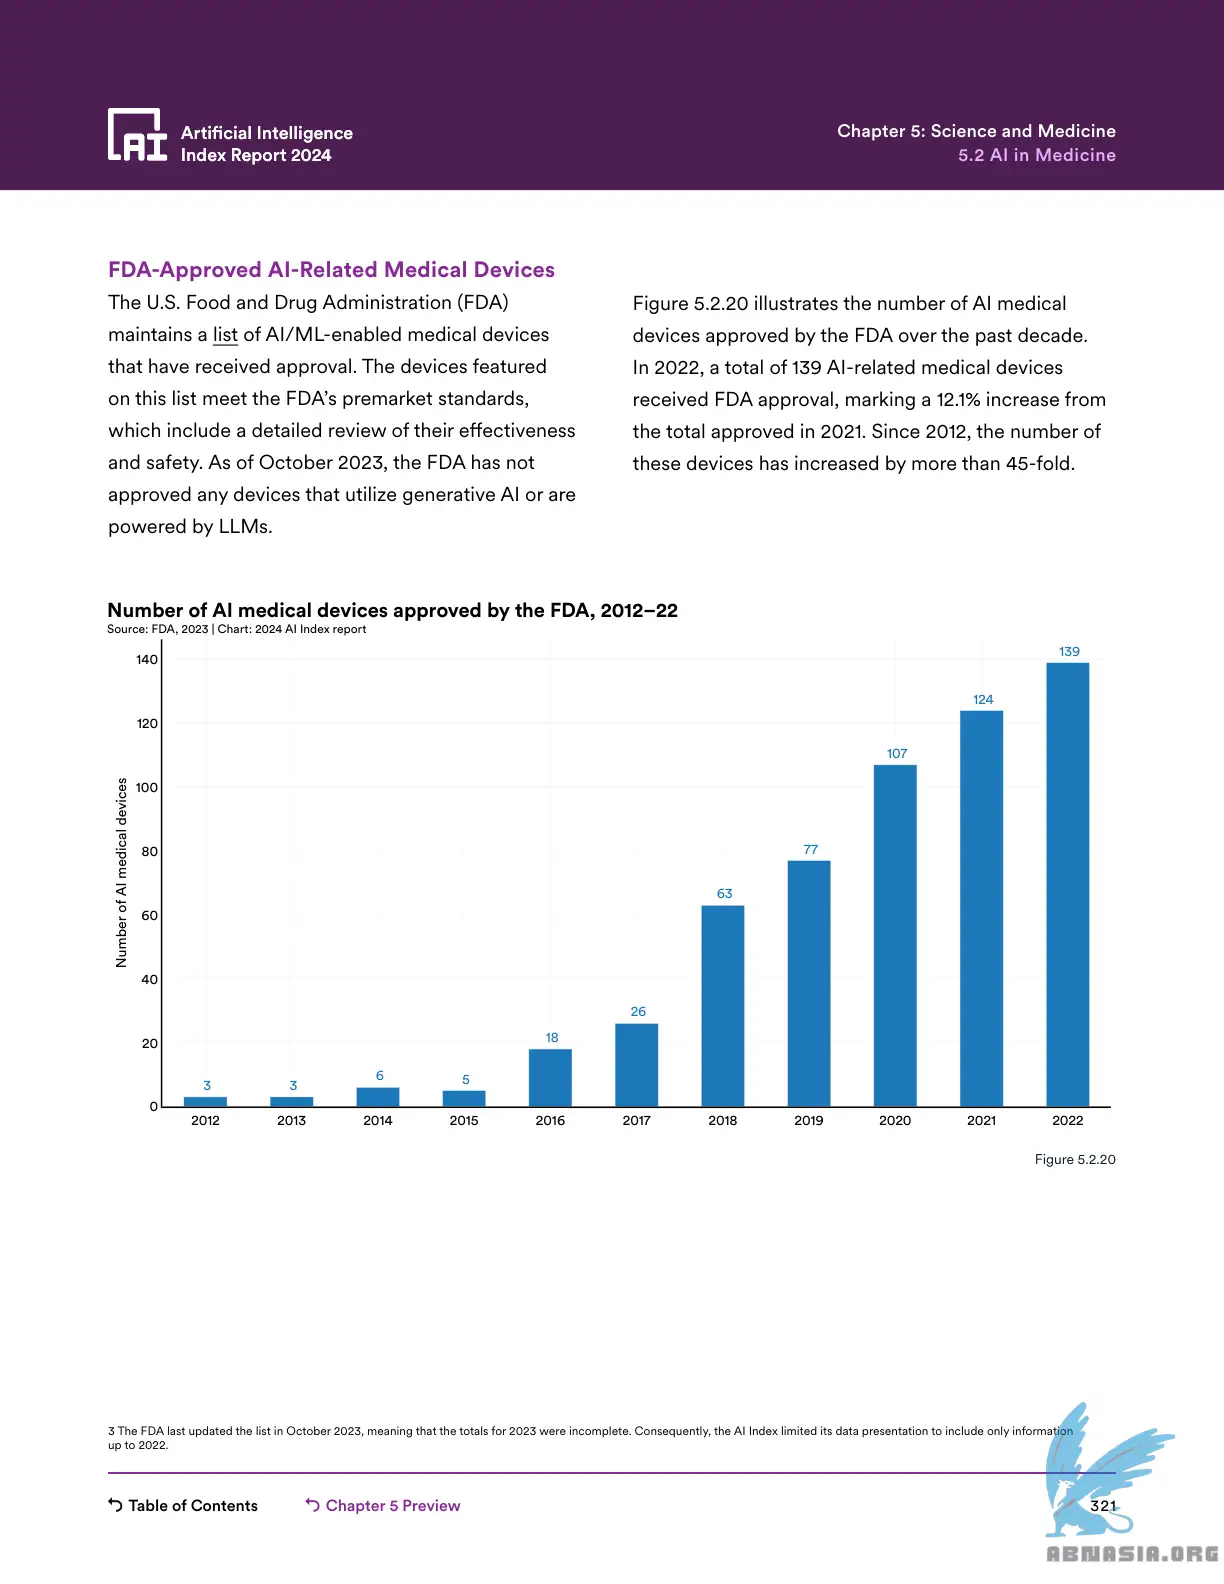 Artificial Intelligence
Index Report 2024
Chapter 5: Science and Medicine
5.2 AI in Medicine
FDA-Approved AI-Related Medical Devices
The U.S. Food and Drug Administration (FDA)
maintains a list of AI/ML-enabled medical devices
that have received approval. The devices featured
on this list meet the FDA’s premarket standards,
which include a detailed review of their effectiveness
and safety. As of October 2023, the FDA has not
approved any devices that utilize generative AI or are
powered by LLMs.
Figure 5.2.20 illustrates the number of AI medical
devices approved by the FDA over the past decade.
In 2022, a total of 139 AI-related medical devices
received FDA approval, marking a 12.1% increase from
the total approved in 2021. Since 2012, the number of
these devices has increased by more than 45-fold.
Number of AI medical devices approved by the FDA, 2012–22
Source: FDA, 2023 | Chart: 2024 AI Index report
Number of AI medical devices
140
120
100
80
60
40
20
0
3
3
6
5
18
26
63
77
107
124
139
2012 2013 2014 2015 2016 2017 2018 2019 2020 2021 2022
Figure 5.2.20
3 The FDA last updated the list in October 2023, meaning that the totals for 2023 were incomplete. Consequently, the AI Index limited its data presentation to include only information
up to 2022.
Table of Contents
Chapter 5 Preview
321
ABNASIA.ORG